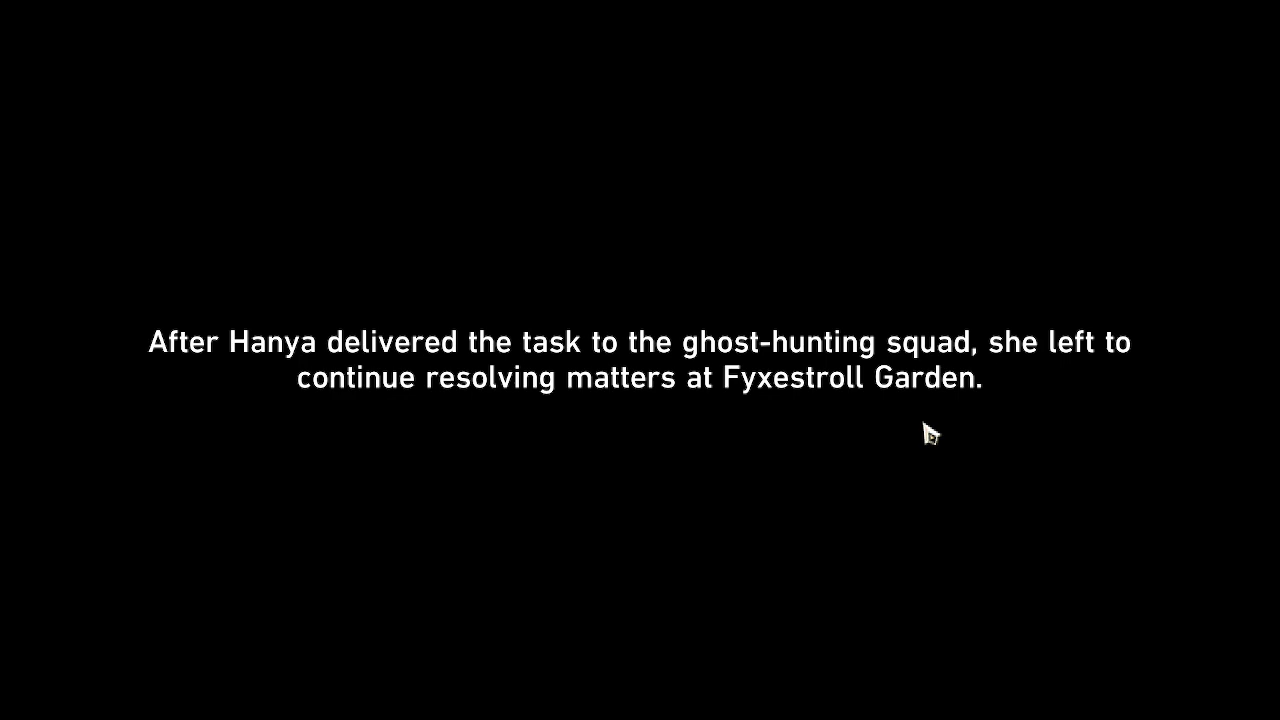 After Hanya delivered the task to the ghost-hunting squad, she left to
continue resolving matters at Fyxestroll Garden.